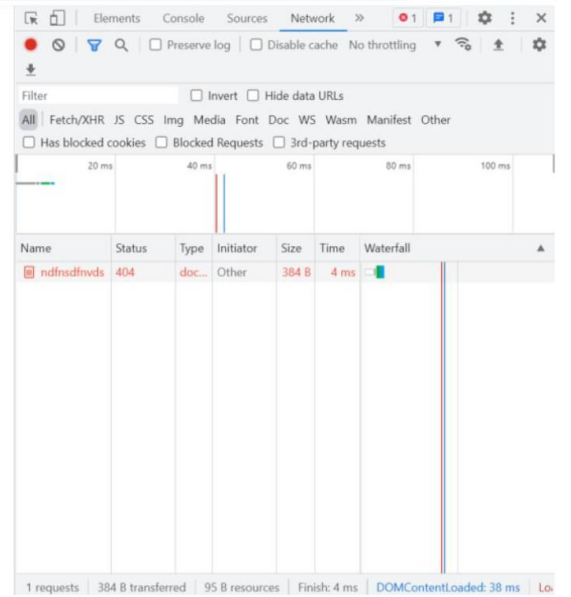 Elements Console Sources Network » 1 1
Preserve log Disable cache No throttling
Filter Invert Hide data URLs
All Fetch/XHR JS CSS Img Media Font Doc WS Wasm Manifest Other
Has blocked cookies Blocked Requests 3rd-party requests
20 ms 40 ms 60 ms 80 ms 100 ms
Name Status Type Initiator Size Time Waterfall
ndfnsdfnvds 404 doc... Other 384 B 4 ms
1 requests 384 B transferred 95 B resources Finish: 4 ms DOMContentLoaded: 38 ms